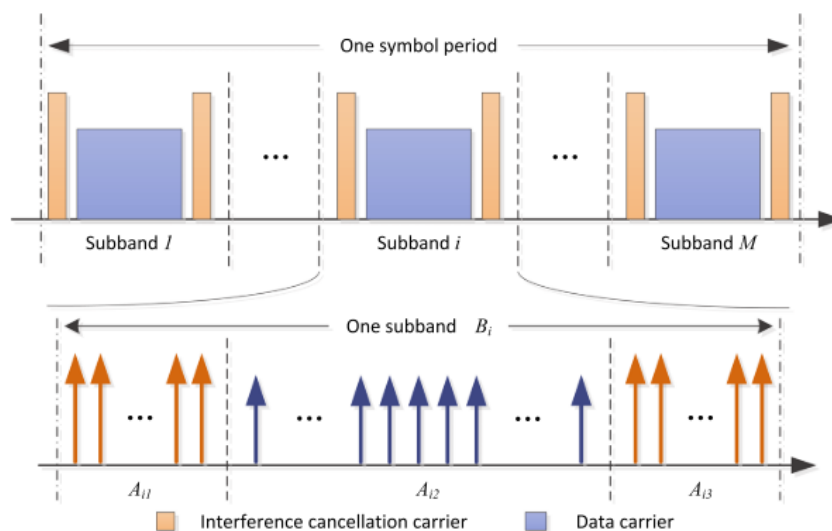 One symbol period
... ...
Subband 1 Subband i Subband M
One subband B_i
... ... ... ...
A_i1 A_i2 A_i3
Interference cancellation carrier Data carrier